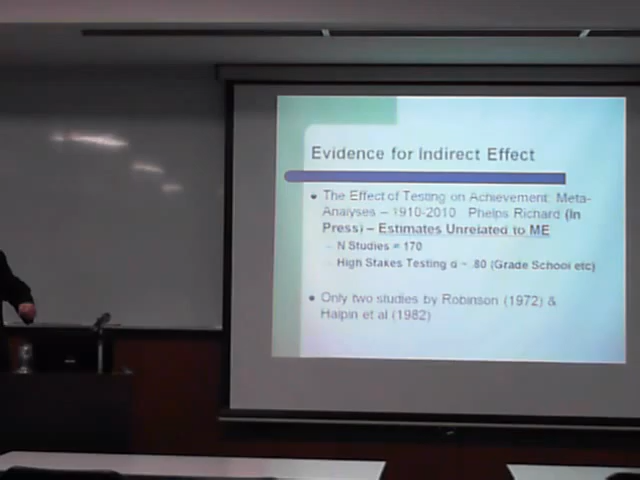 Evidence for Indirect Effect
The Effect of Testing on Achievement: Meta-
Analyses – 1910-2010 Phelps Richard (In
Press) – Estimates Unrelated to ME
– N Studies = 170
– High Stakes Testing d ~ .80 (Grade School etc)
Only two studies by Robinson (1972) &
Halpin et al (1982)